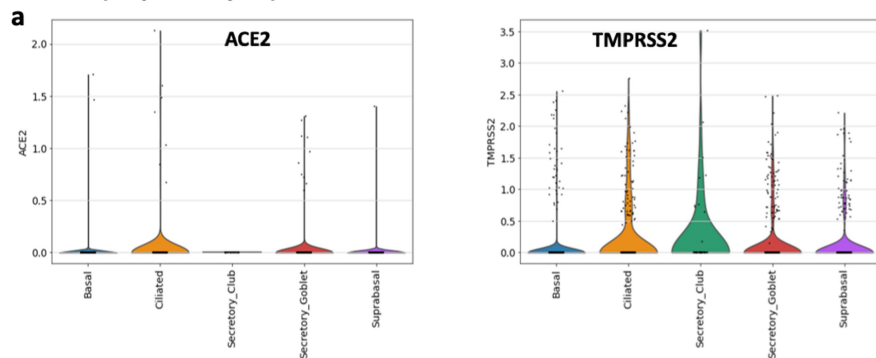 a
ACE2
ACE2
2.0
1.5
1.0
0.5
0.0
Basal
Ciliated
Secretory_Club
Secretory_Goblet
Suprabasal
TMPRSS2
TMPRSS2
3.5
3.0
2.5
2.0
1.5
1.0
0.5
0.0
Basal
Ciliated
Secretory_Club
Secretory_Goblet
Suprabasal